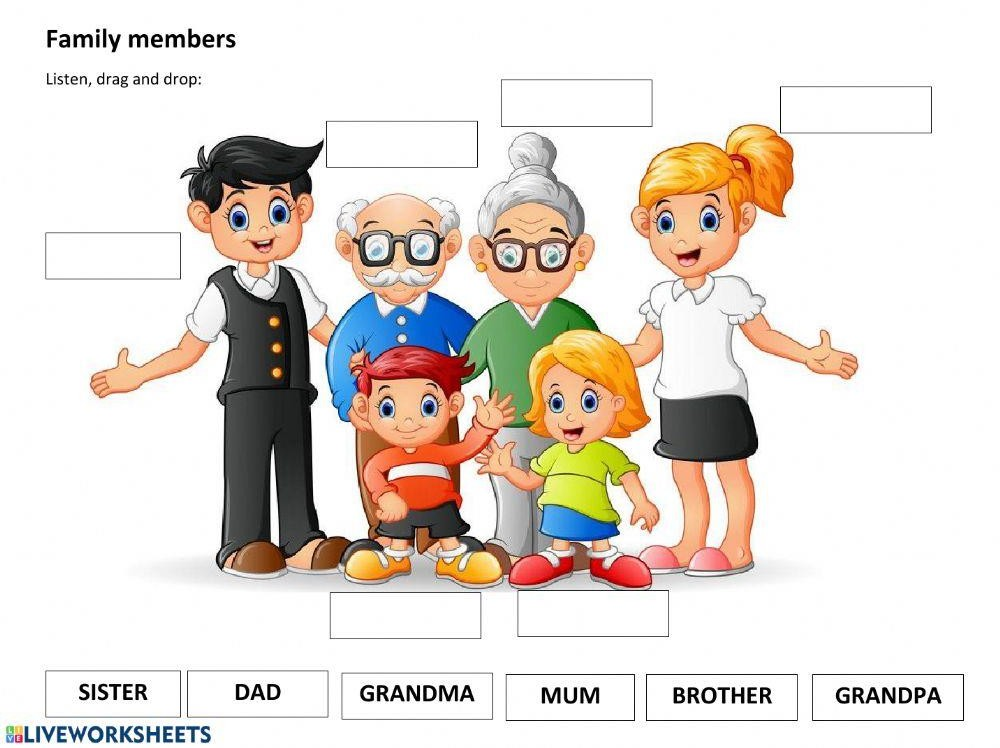 Family members
Listen, drag and drop:
SISTER DAD GRANDMA MUM BROTHER GRANDPA
LIVEWORKSHEETS